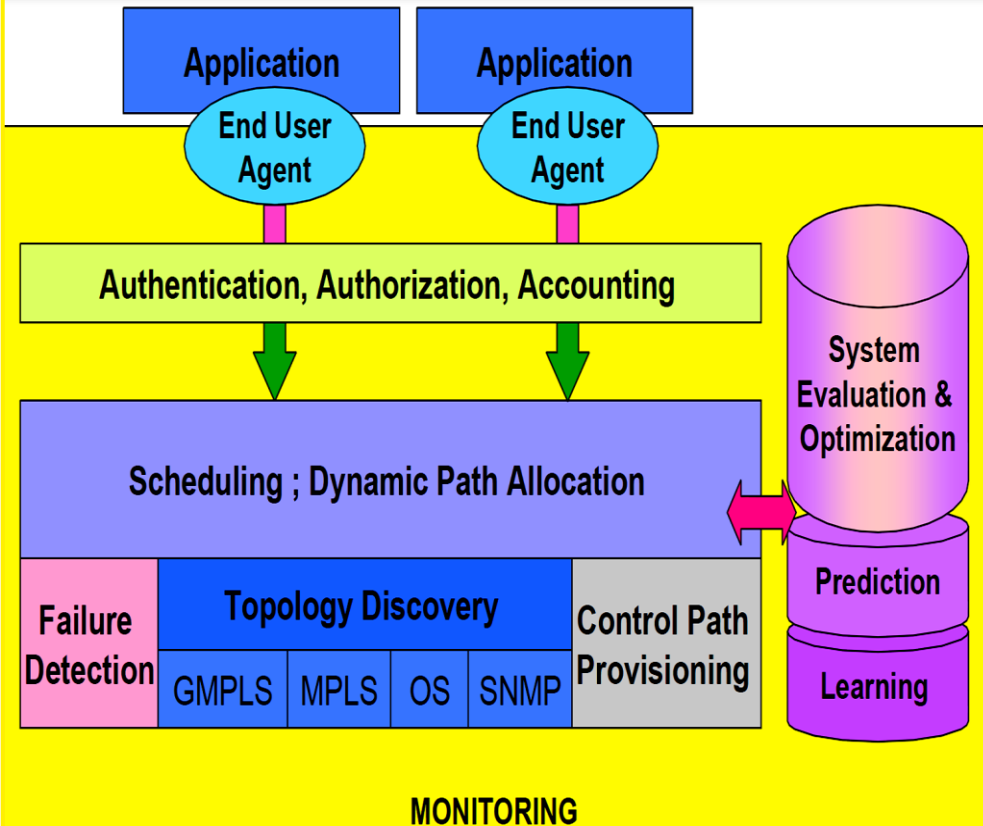 Application
Application
End User
Agent
End User
Agent
Authentication, Authorization, Accounting
System
Evaluation &
Optimization
Scheduling ; Dynamic Path Allocation
Prediction
Learning
Failure
Detection
Topology Discovery
GMPLS
MPLS
OS
SNMP
Control Path
Provisioning
MONITORING